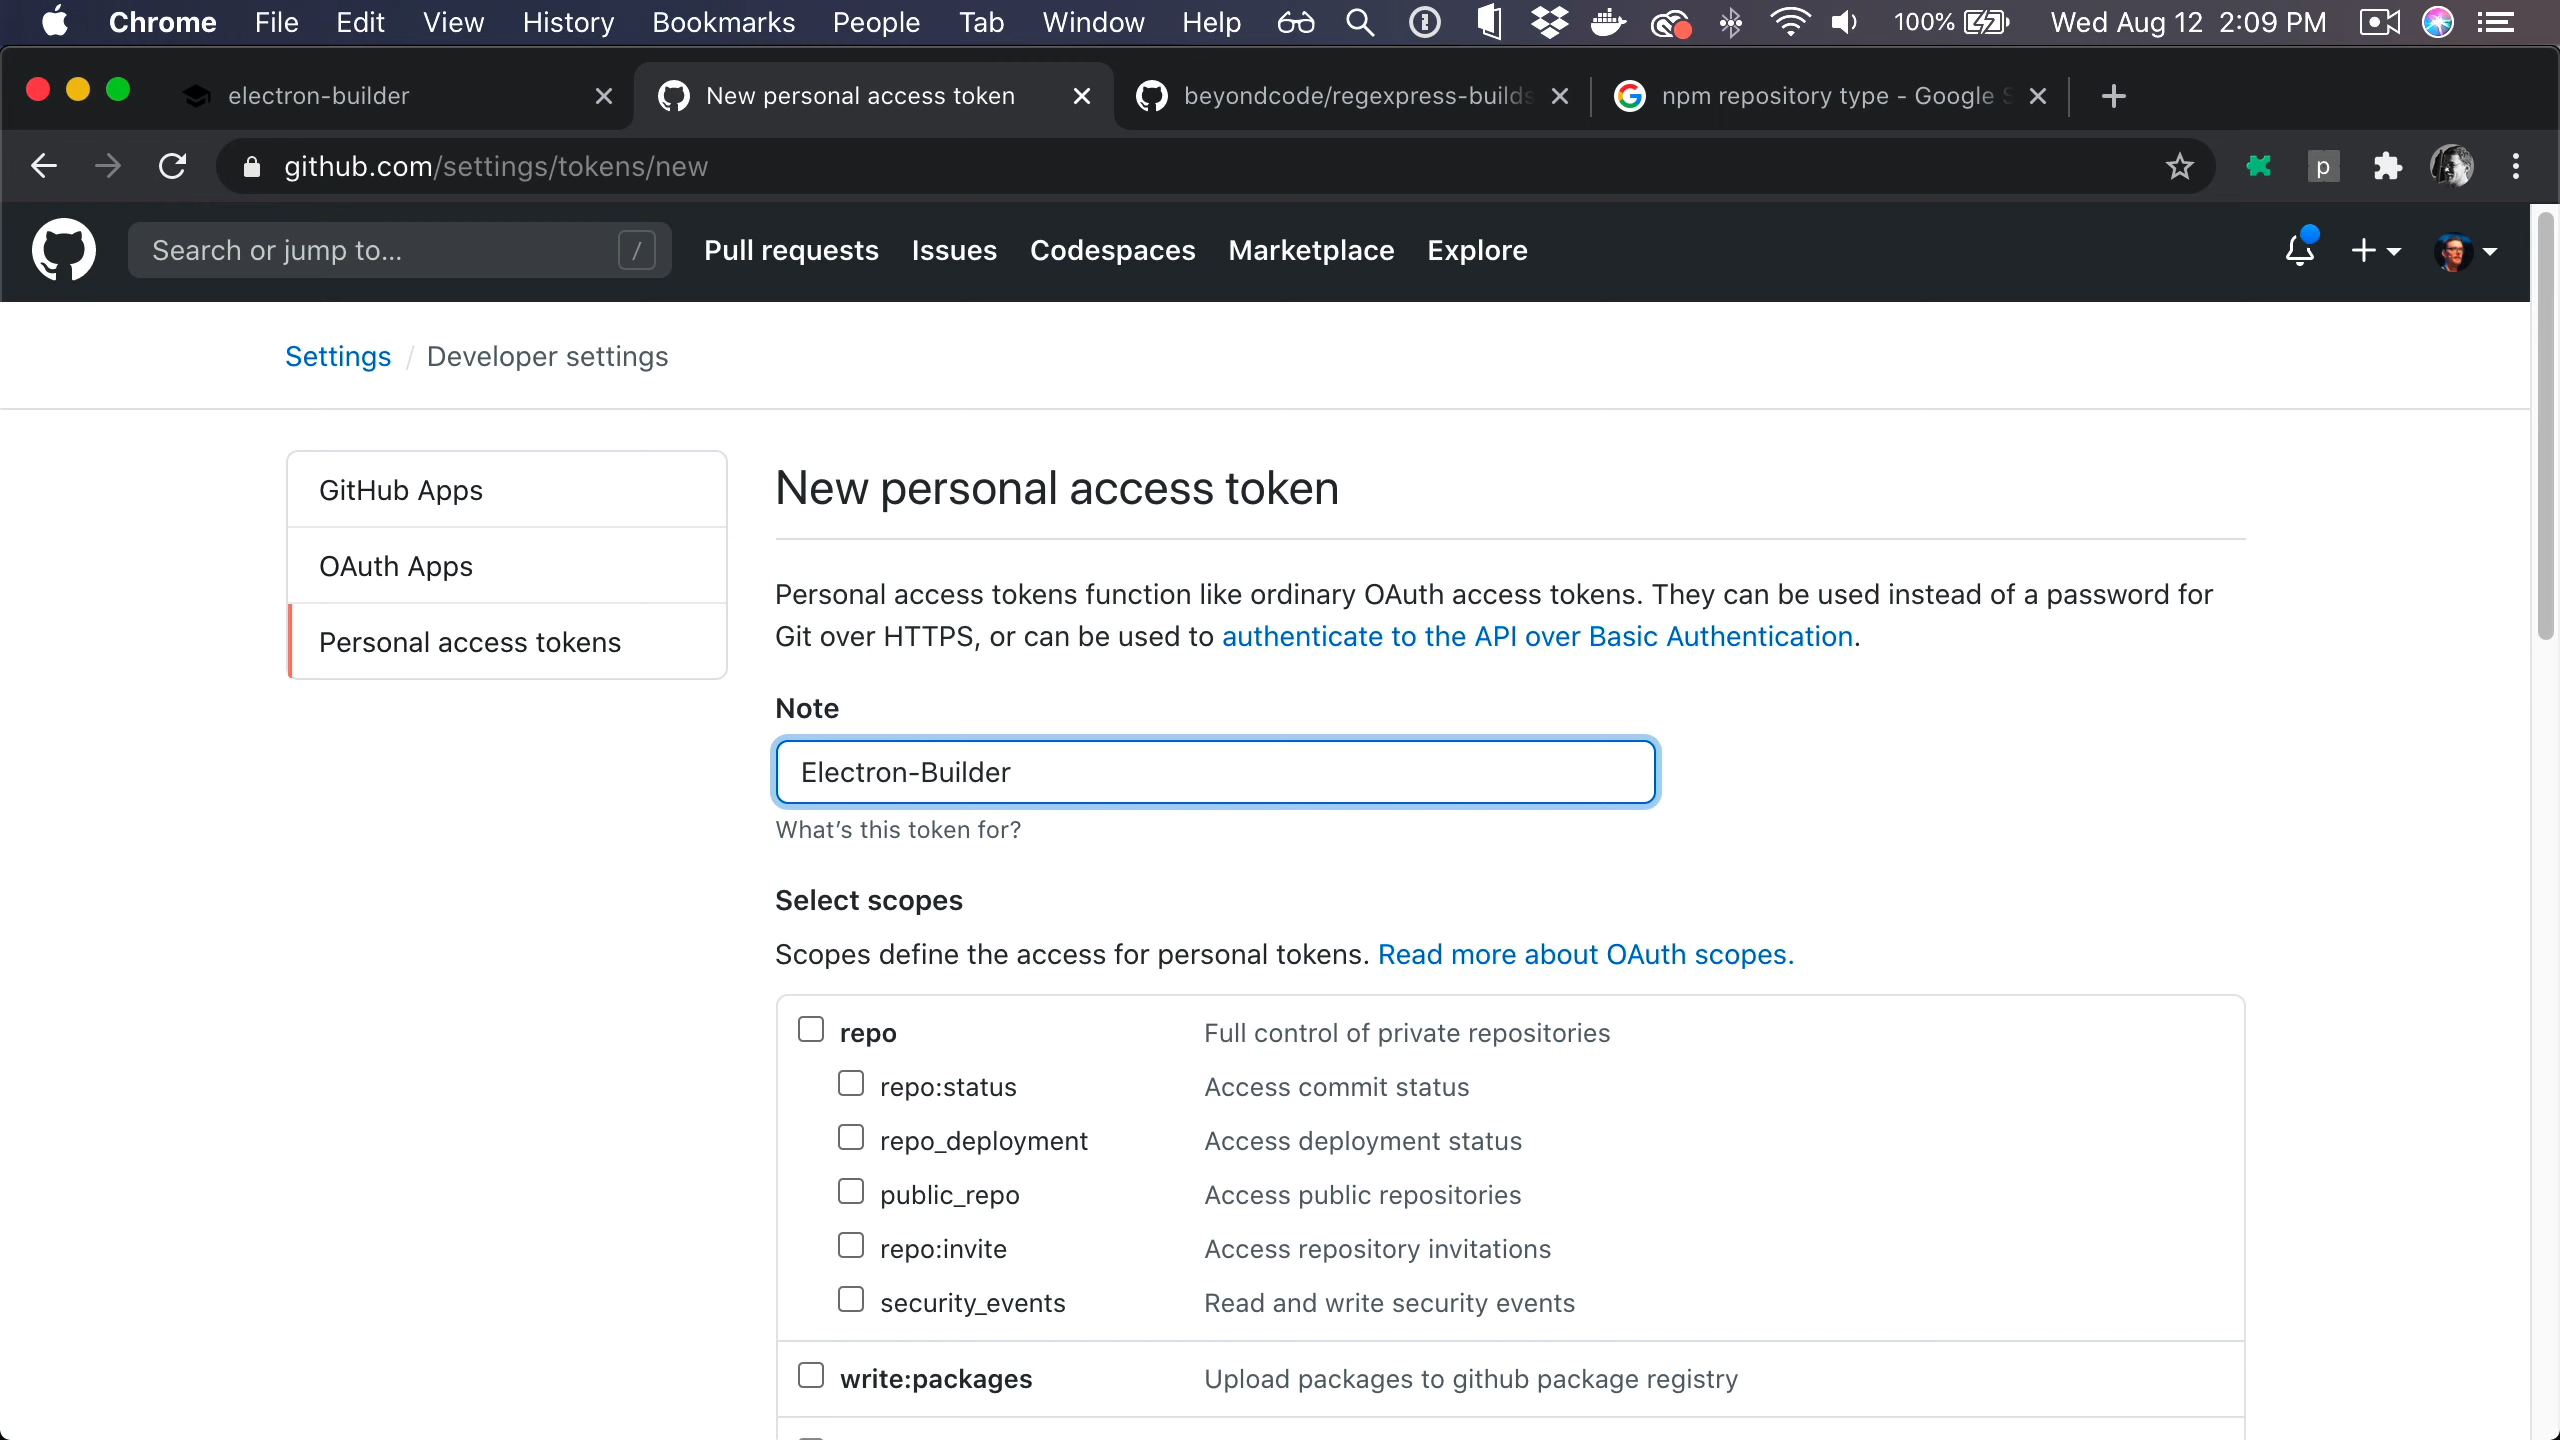 Chrome File Edit View History Bookmarks People Tab Window Help 100% Wed Aug 12 2:09 PM
electron-builder New personal access token beyondcode/regexpress-builds npm repository type - Google S
github.com/settings/tokens/new p
Search or jump to... / Pull requests Issues Codespaces Marketplace Explore
Settings / Developer settings
GitHub Apps
OAuth Apps
Personal access tokens
New personal access token
Personal access tokens function like ordinary OAuth access tokens. They can be used instead of a password for
Git over HTTPS, or can be used to authenticate to the API over Basic Authentication.
Note
Electron-Builder
What's this token for?
Select scopes
Scopes define the access for personal tokens. Read more about OAuth scopes.
repo Full control of private repositories
repo:status Access commit status
repo_deployment Access deployment status
public_repo Access public repositories
repo:invite Access repository invitations
security_events Read and write security events
write:packages Upload packages to github package registry